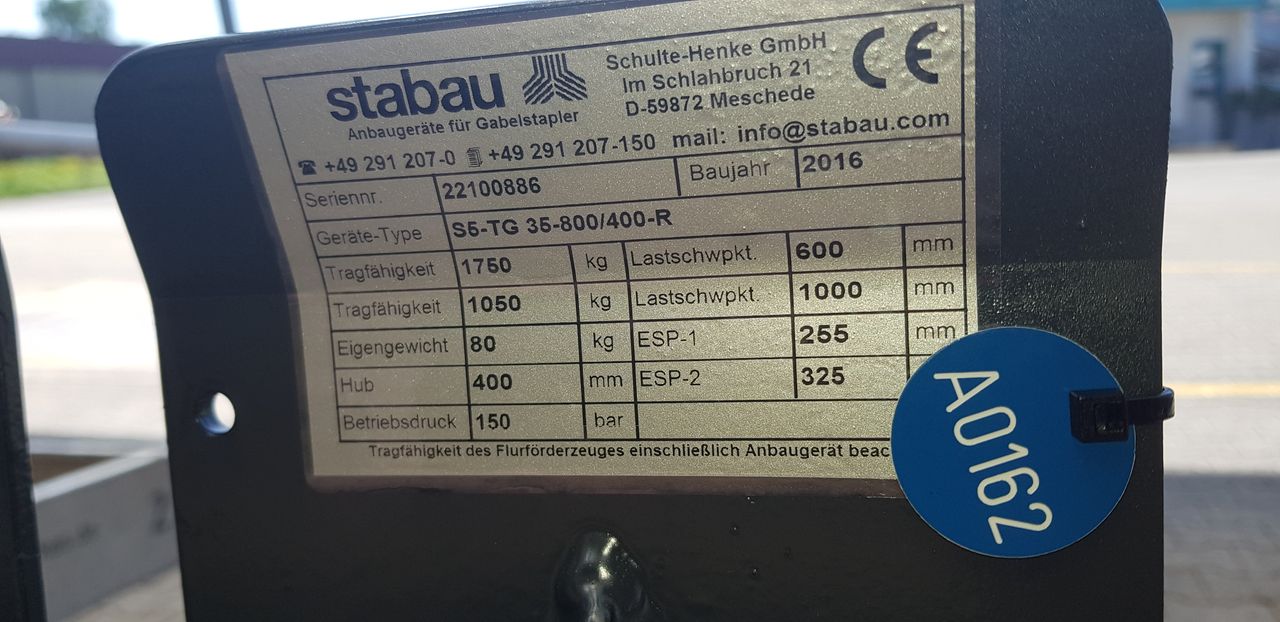 stabau
Anbaugeräte für Gabelstapler
Schulte-Henke GmbH
Im Schlahbruch 21
D-59872 Meschede
CE
☎ +49 291 207-0 +49 291 207-150 mail: info@stabau.com
Seriennr. 22100886 Baujahr 2016
Geräte-Type S5-TG 35-800/400-R
Tragfähigkeit 1750 kg Lastschwpkt. 600 mm
Tragfähigkeit 1050 kg Lastschwpkt. 1000 mm
Eigengewicht 80 kg ESP-1 255 mm
Hub 400 mm ESP-2 325
Betriebsdruck 150 bar
Tragfähigkeit des Flurförderzeuges einschließlich Anbaugerät beac
A0162